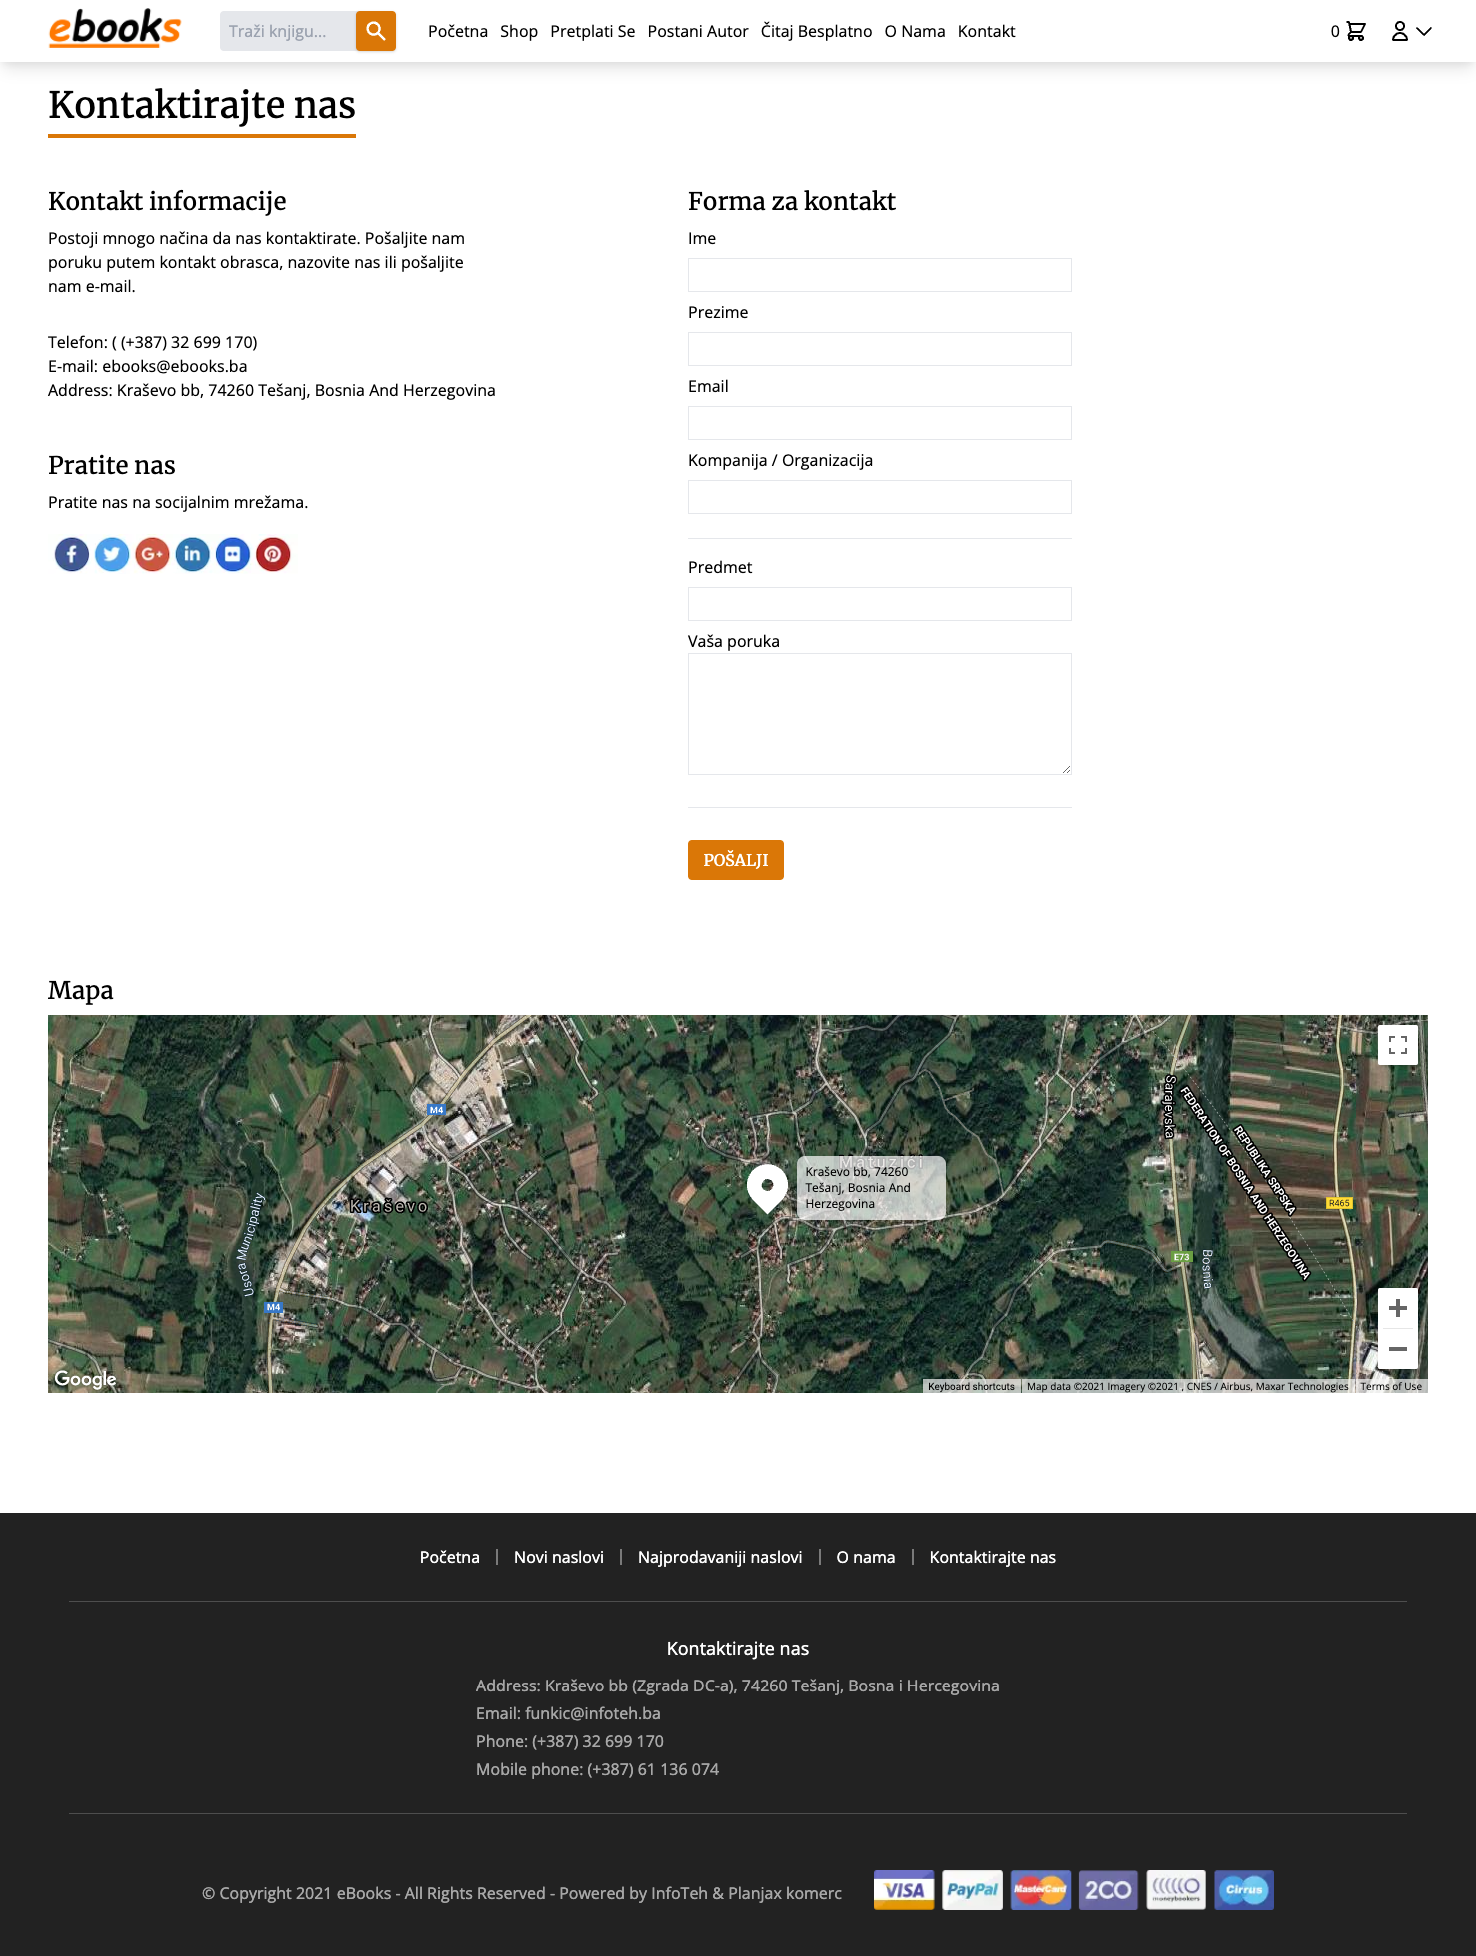 ebooks
Traži knjigu...
Početna
Shop
Pretplati Se
Postani Autor
Čitaj Besplatno
O Nama
Kontakt
0
Kontaktirajte nas
Kontakt informacije
Postoji mnogo načina da nas kontaktirate. Pošaljite nam
poruku putem kontakt obrasca, nazovite nas ili pošaljite
nam e-mail.
Telefon: ( (+387) 32 699 170)
E-mail: ebooks@ebooks.ba
Address: Kraševo bb, 74260 Tešanj, Bosnia And Herzegovina
Pratite nas
Pratite nas na socijalnim mrežama.
Forma za kontakt
Ime
Prezime
Email
Kompanija / Organizacija
Predmet
Vaša poruka
POŠALJI
Mapa
M4
Kraševo
Usora Municipality
M4
Matuzići
Kraševo bb, 74260
Tešanj, Bosnia And
Herzegovina
Sarajevska
FEDERATION OF BOSNIA AND HERZEGOVINA
REPUBLIKA SRPSKA
R465
E73
Bosnia
Google
Keyboard shortcuts
Map data ©2021 Imagery ©2021 , CNES / Airbus, Maxar Technologies
Terms of Use
Početna
Novi naslovi
Najprodavaniji naslovi
O nama
Kontaktirajte nas
Kontaktirajte nas
Address: Kraševo bb (Zgrada DC-a), 74260 Tešanj, Bosna i Hercegovina
Email: funkic@infoteh.ba
Phone: (+387) 32 699 170
Mobile phone: (+387) 61 136 074
© Copyright 2021 eBooks - All Rights Reserved - Powered by InfoTeh & Planjax komerc
VISA
PayPal
MasterCard
2CO
moneybookers
Cirrus